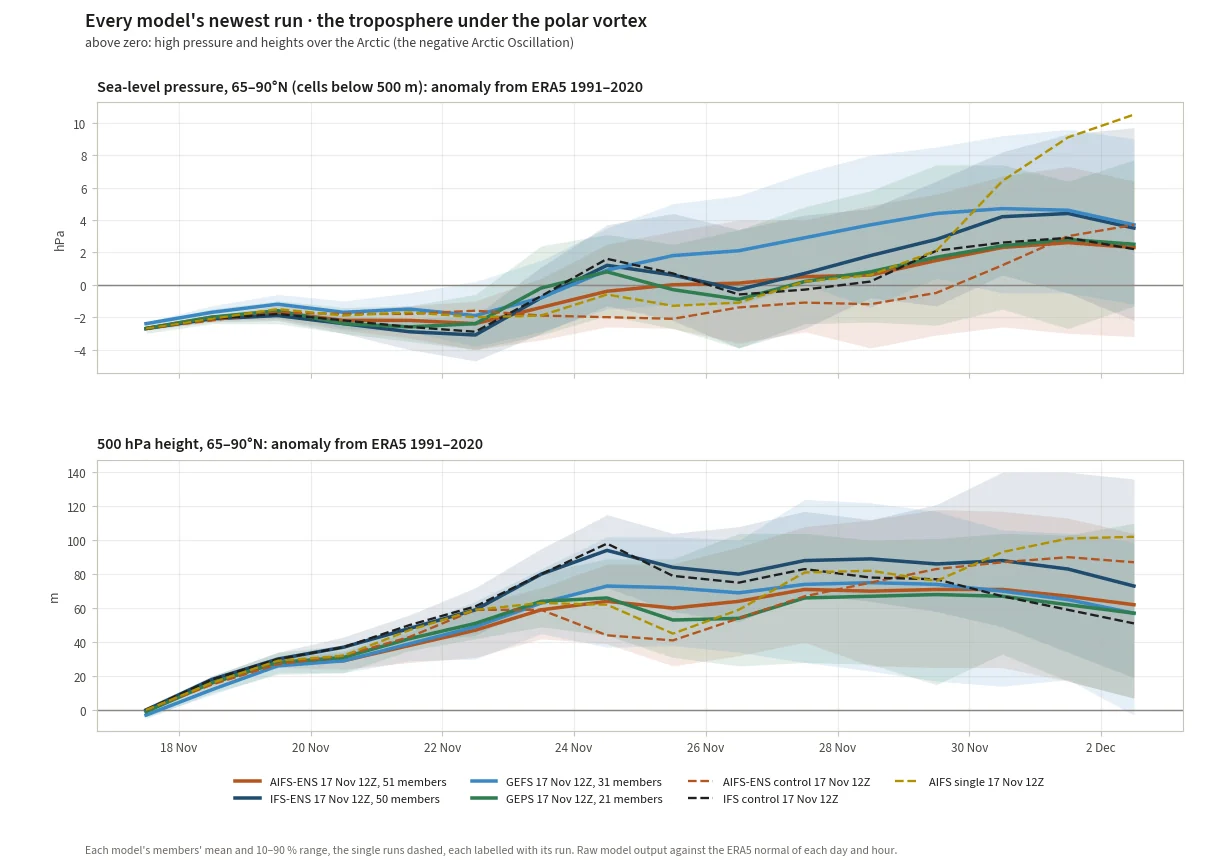 Every model's newest run · the troposphere under the polar vortex
above zero: high pressure and heights over the Arctic (the negative Arctic Oscillation)
Sea-level pressure, 65–90°N (cells below 500 m): anomaly from ERA5 1991–2020
10
8
6
4
2
0
−2
−4
hPa
500 hPa height, 65–90°N: anomaly from ERA5 1991–2020
140
120
100
80
60
40
20
0
m
18 Nov 20 Nov 22 Nov 24 Nov 26 Nov 28 Nov 30 Nov 2 Dec
AIFS-ENS 17 Nov 12Z, 51 members GEFS 17 Nov 12Z, 31 members AIFS-ENS control 17 Nov 12Z AIFS single 17 Nov 12Z
IFS-ENS 17 Nov 12Z, 50 members GEPS 17 Nov 12Z, 21 members IFS control 17 Nov 12Z
Each model's members' mean and 10–90 % range, the single runs dashed, each labelled with its run. Raw model output against the ERA5 normal of each day and hour.